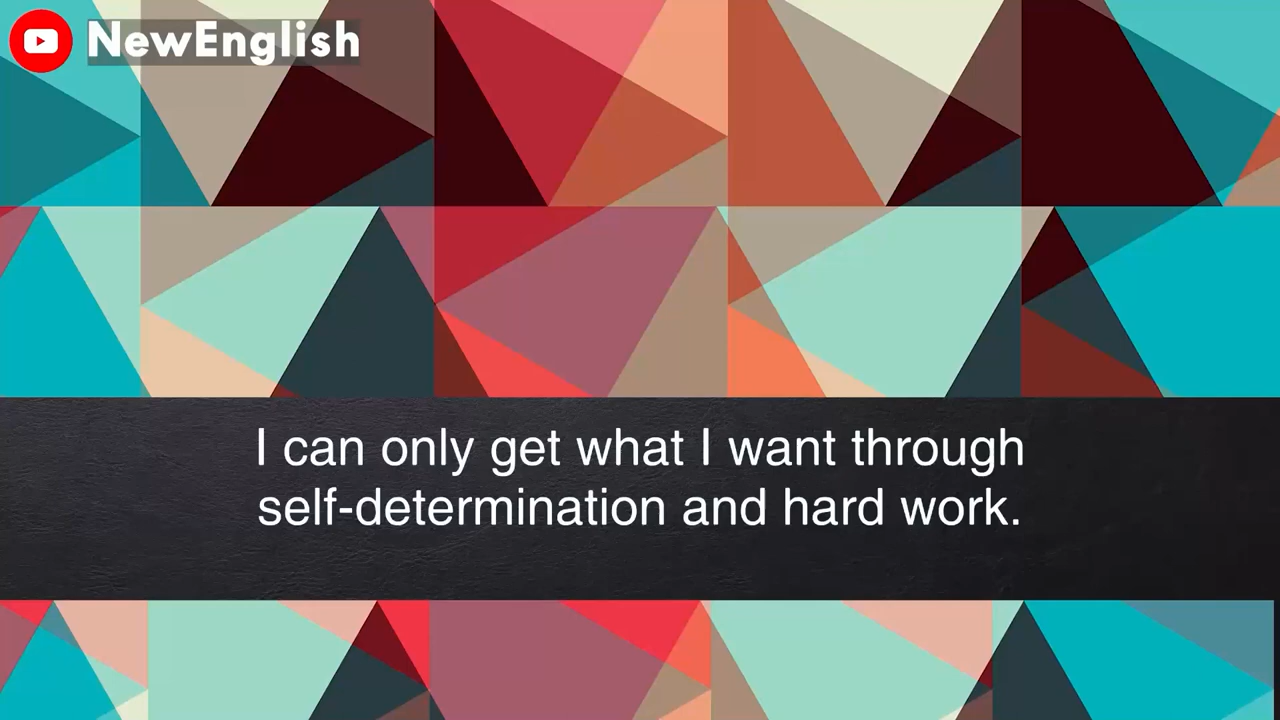 NewEnglish
I can only get what I want through
self-determination and hard work.